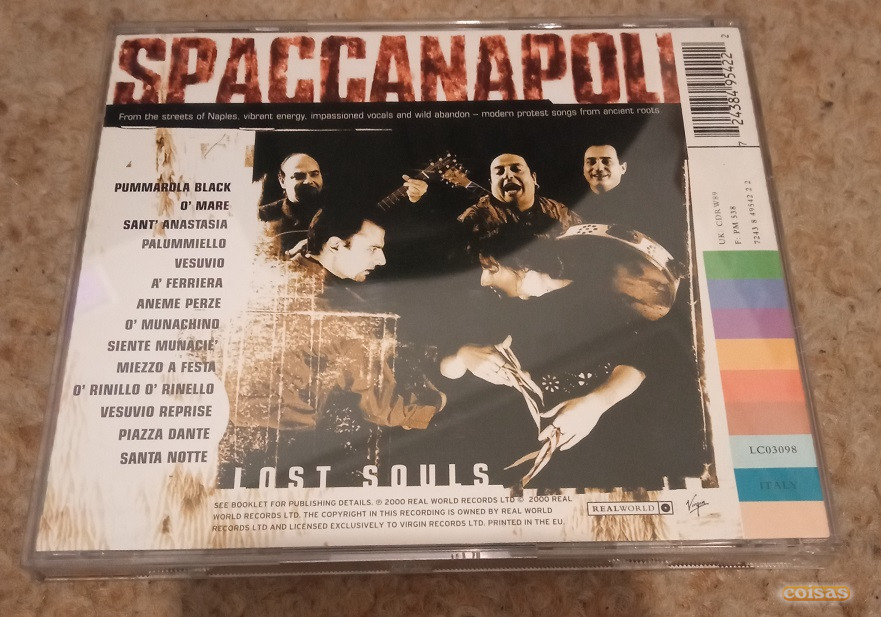 SPACCANAPOLI
From the streets of Naples, vibrant energy, impassioned vocals and wild abandon – modern protest songs from ancient roots.
PUMMAROLA BLACK
O' MARE
SANT' ANASTASIA
PALUMMIELLO
VESUVIO
A' FERRIERA
ANEME PERZE
O' MUNACHINO
SIENTE MUNACIE'
MIEZZO A FESTA
O' RINILLO O' RINELLO
VESUVIO REPRISE
PIAZZA DANTE
SANTA NOTTE
LOST SOULS
SEE BOOKLET FOR PUBLISHING DETAILS. ℗ 2000 REAL WORLD RECORDS LTD © 2000 REAL
WORLD RECORDS LTD. THE COPYRIGHT IN THIS RECORDING IS OWNED BY REAL WORLD
RECORDS LTD AND LICENSED EXCLUSIVELY TO VIRGIN RECORDS LTD. PRINTED IN THE EU.
REALWORLD
Virgin
7 24384 95422 2
UK: CDRW89
F: PM 538
7243 8 49542 2 2
LC03098
ITALY
coisas